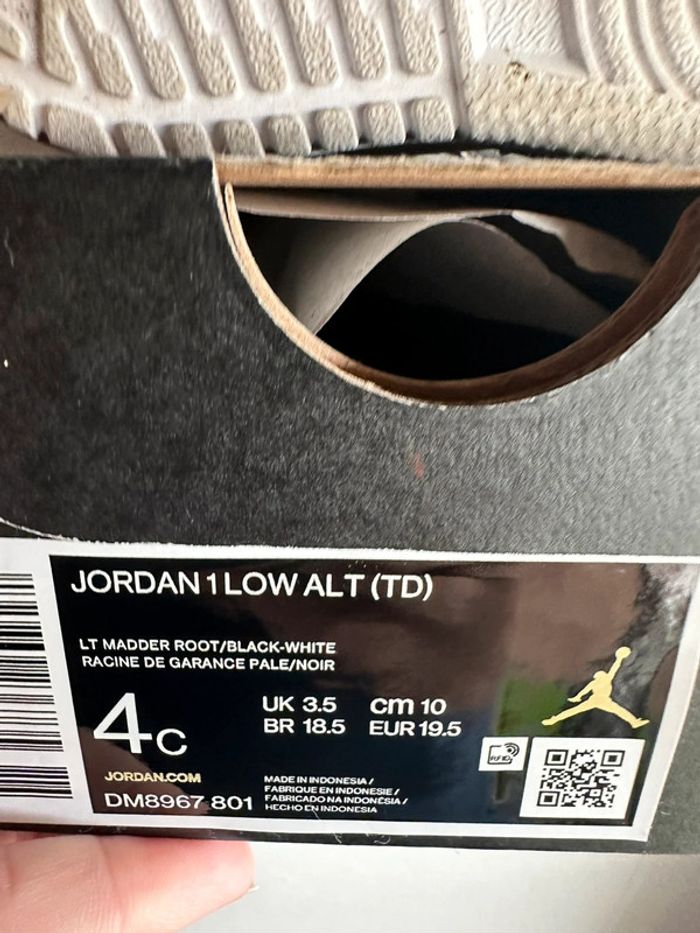 JORDAN 1 LOW ALT (TD)
LT MADDER ROOT/BLACK-WHITE
RACINE DE GARANCE PALE/NOIR
4C
UK 3.5 cm 10
BR 18.5 EUR 19.5
RFID
JORDAN.COM
DM8967 801
MADE IN INDONESIA /
FABRIQUE EN INDONESIE /
FABRICADO NA INDONÉSIA /
HECHO EN INDONESIA